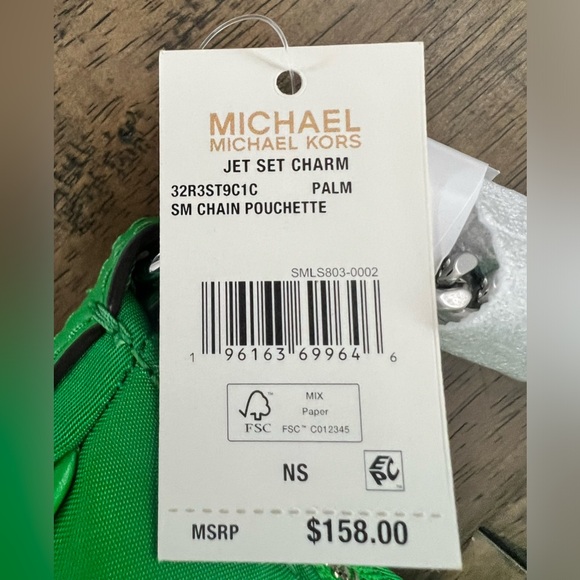 MICHAEL
MICHAEL KORS
JET SET CHARM
32R3ST9C1C PALM
SM CHAIN POUCHETTE
SMLS803-0002
1 96163 69964 6
FSC
MIX
Paper
FSC™ C012345
NS
EPC
MSRP $158.00